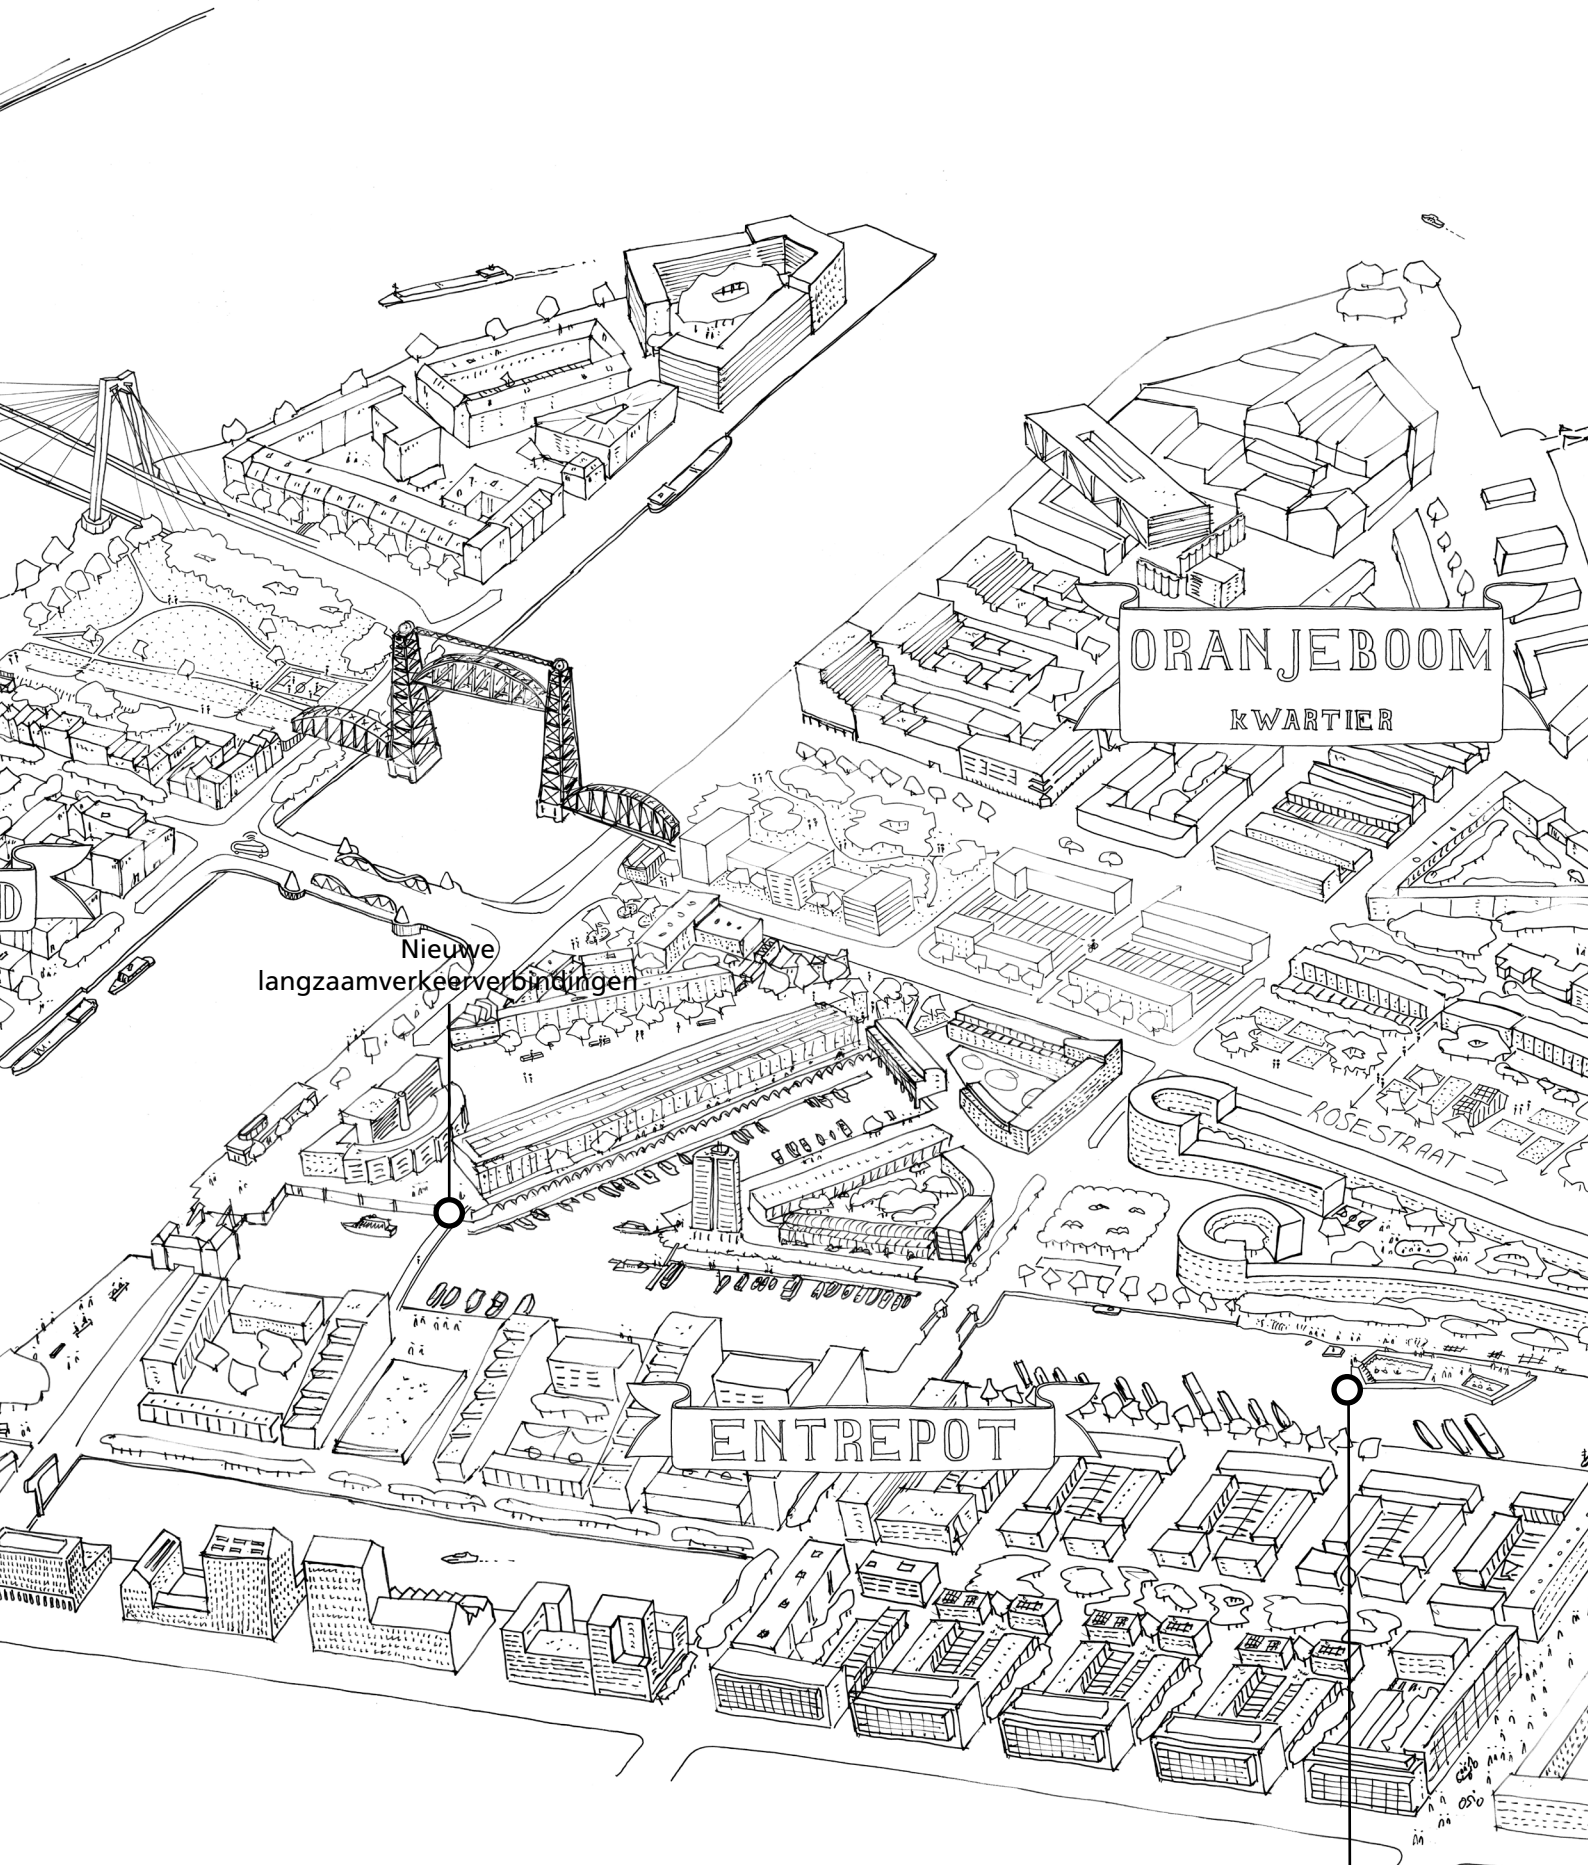 ORANJEBOOM
KWARTIER
D
Nieuwe
langzaamverkeerverbindingen
ROSESTRAAT
ENTREPOT